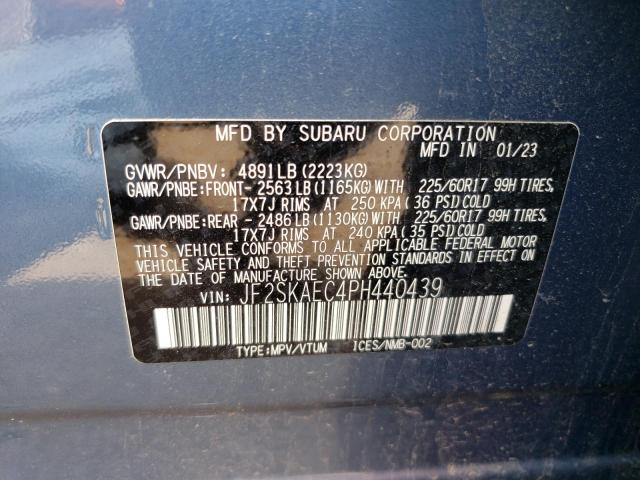 MFD BY SUBARU CORPORATION
MFD IN 01/23
GVWR/PNBV: 4891LB (2223KG)
GAWR/PNBE:FRONT- 2563LB(1165KG)WITH 225/60R17 99H TIRES,
17X7J RIMS AT 250 KPA(36 PSI)COLD
GAWR/PNBE:REAR - 2486LB(1130KG)WITH 225/60R17 99H TIRES,
17X7J RIMS AT 240 KPA(35 PSI)COLD
THIS VEHICLE CONFORMS TO ALL APPLICABLE FEDERAL MOTOR
VEHICLE SAFETY AND THEFT PREVENTION STANDARDS IN EFFECT ON
THE DATE OF MANUFACTURE SHOWN ABOVE.
VIN: JF2SKAEC4PH440439
TYPE:MPV/VTUM ICES/NMB-002